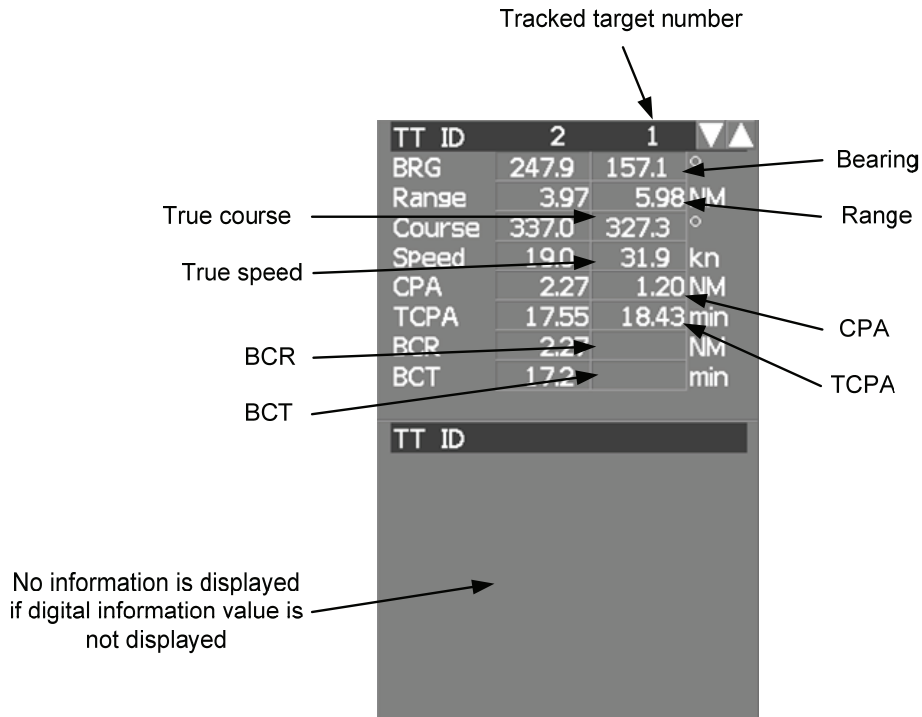 Tracked target number
TT ID 2 1
BRG 247.9 157.1 °
Range 3.97 5.98 NM
Course 337.0 327.3 °
Speed 19.0 31.9 kn
CPA 2.27 1.20 NM
TCPA 17.55 18.43 min
BCR 2.27 NM
BCT 17.2 min
TT ID
True course
True speed
BCR
BCT
No information is displayed
if digital information value is
not displayed
Bearing
Range
CPA
TCPA